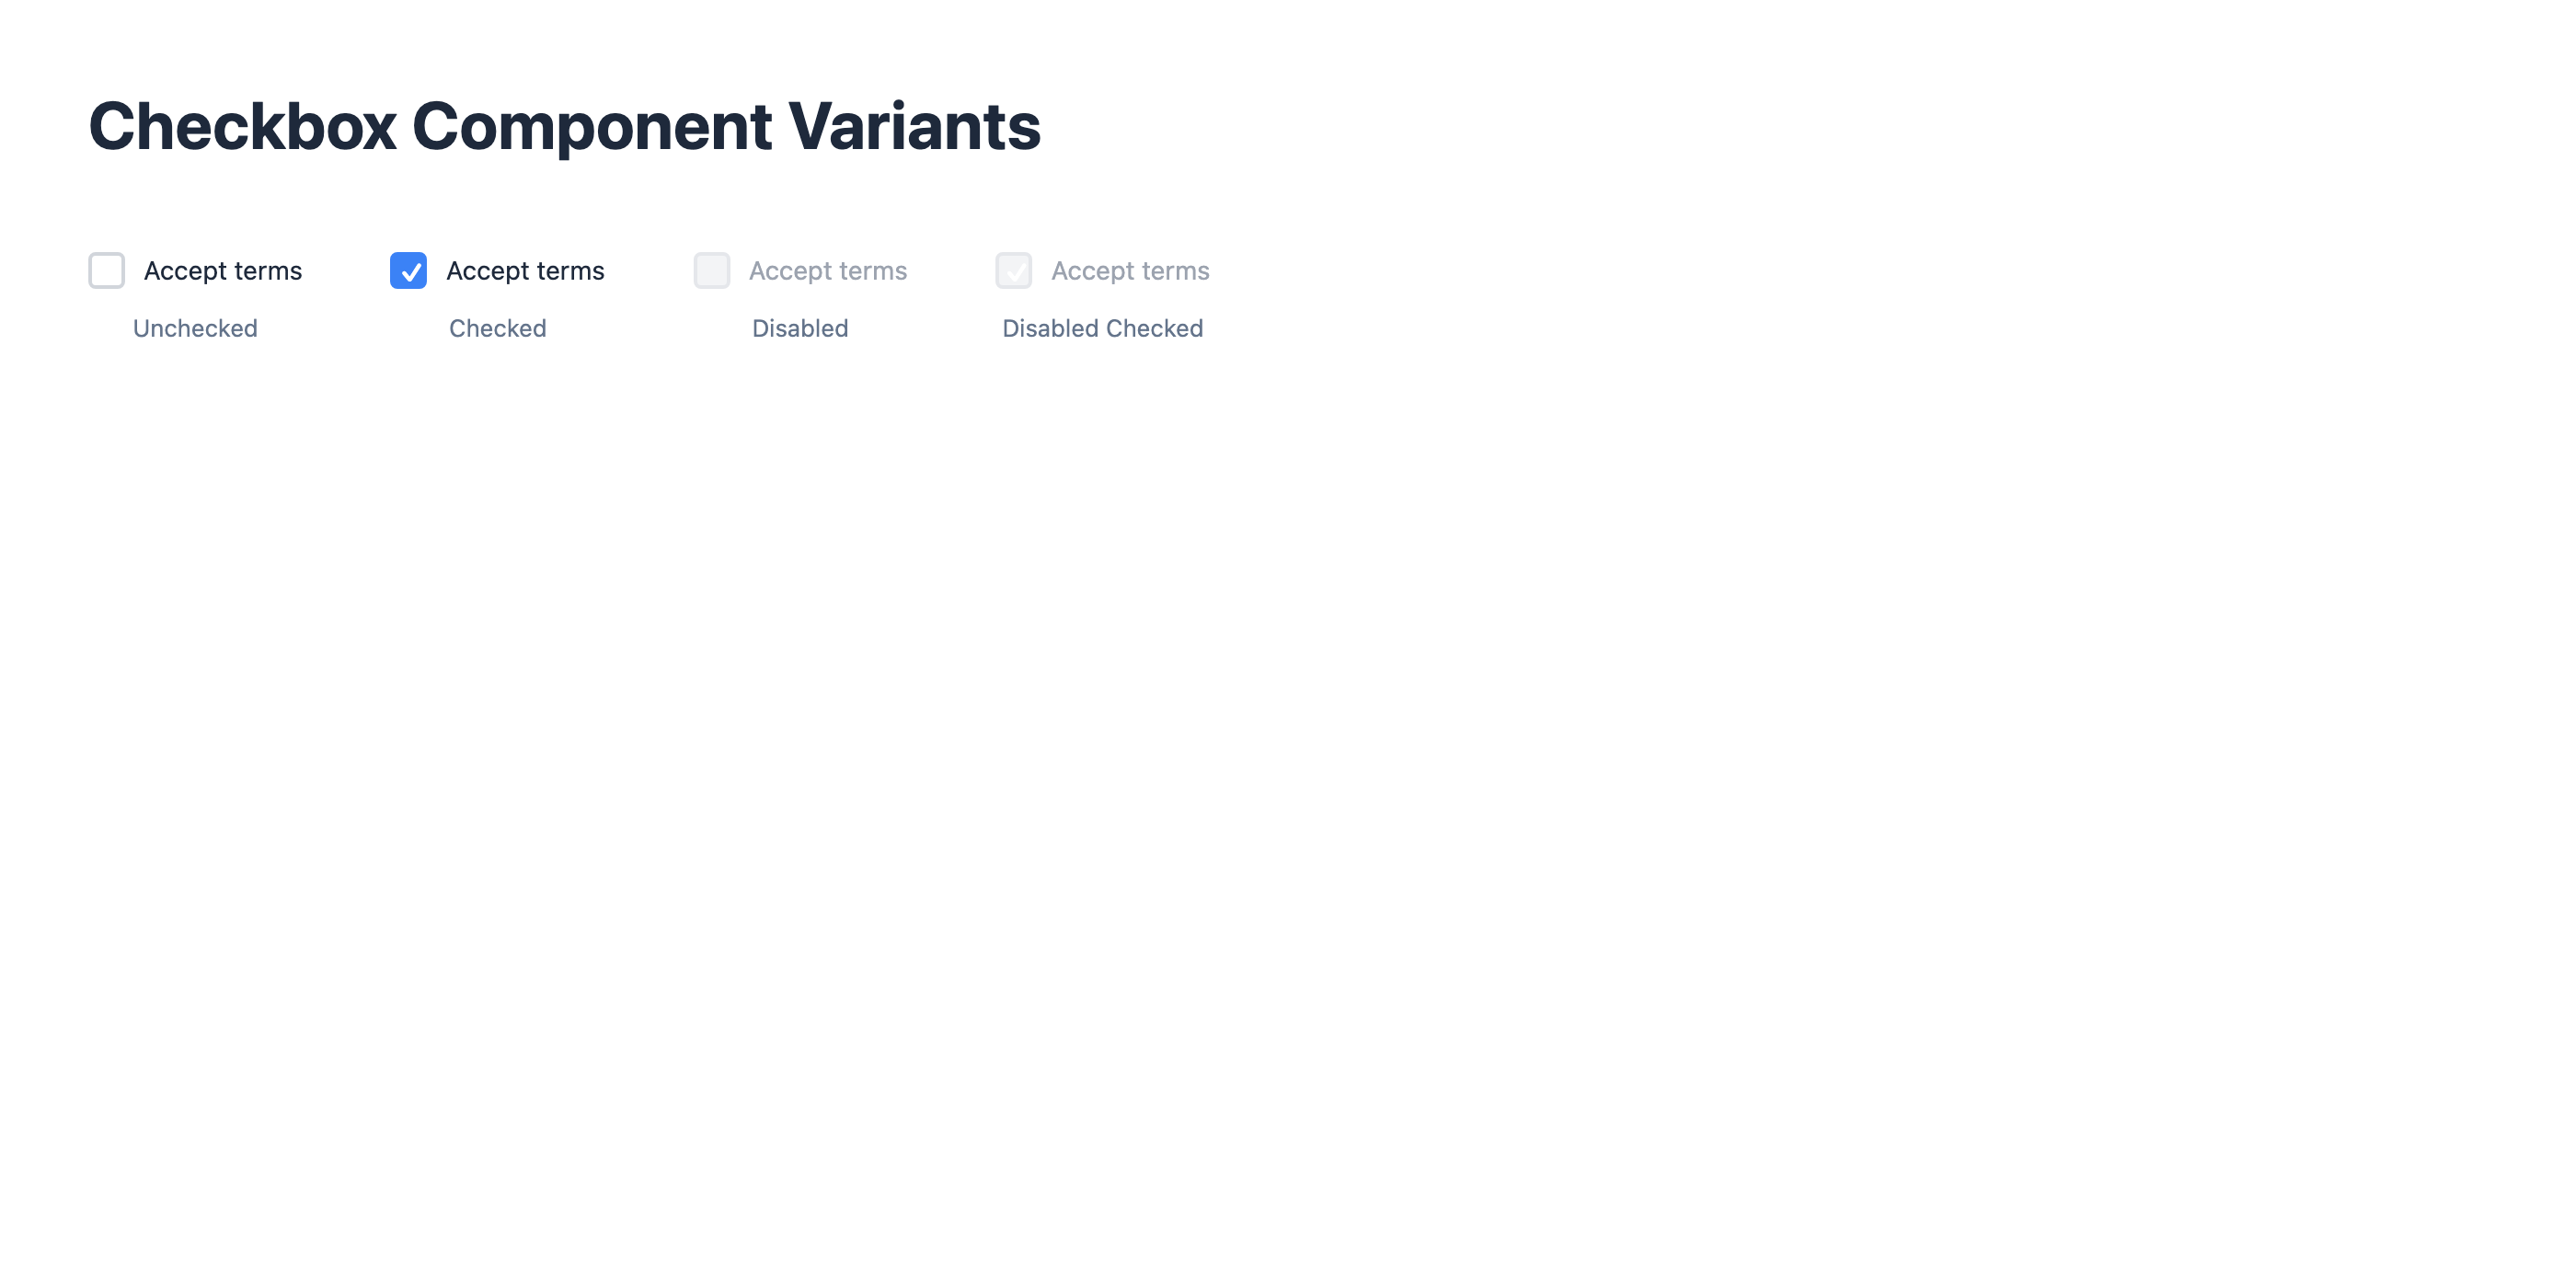 Checkbox Component Variants
Accept terms
Unchecked
Accept terms
Checked
Accept terms
Disabled
Accept terms
Disabled Checked